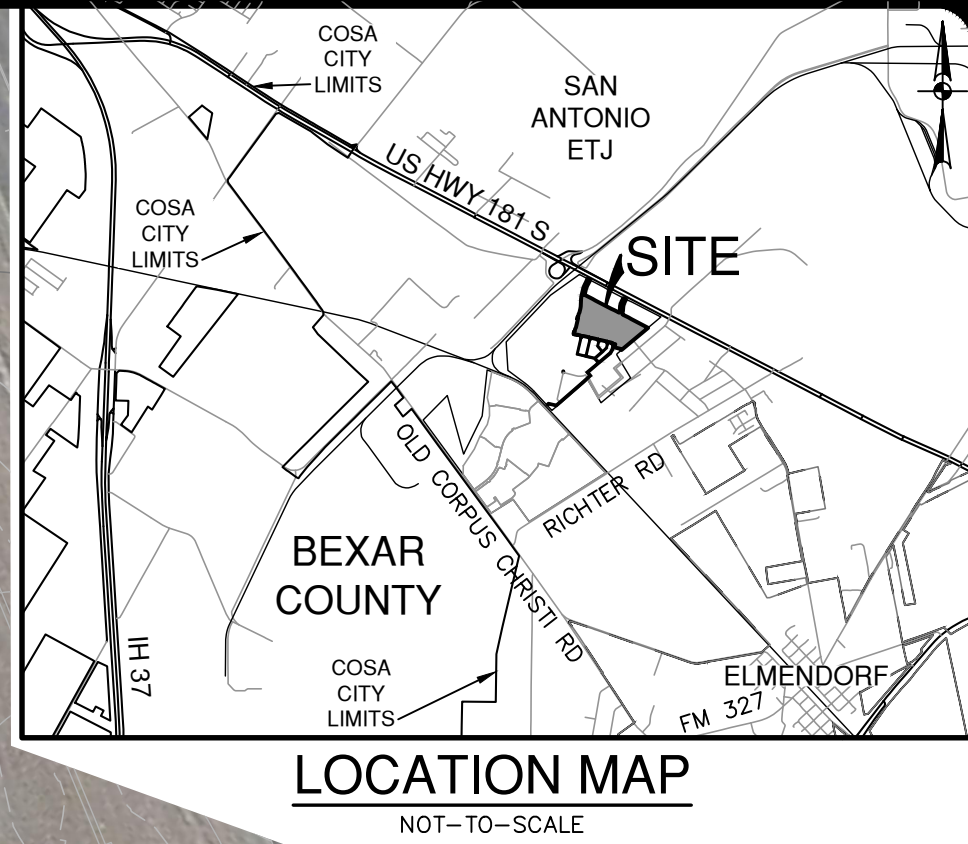 COSA
CITY
LIMITS
SAN
ANTONIO
ETJ
US HWY 181 S
COSA
CITY
LIMITS
SITE
OLD CORPUS CHRISTI RD
RICHTER RD
BEXAR
COUNTY
IH 37
COSA
CITY
LIMITS
ELMENDORF
FM 327
LOCATION MAP
NOT-TO-SCALE